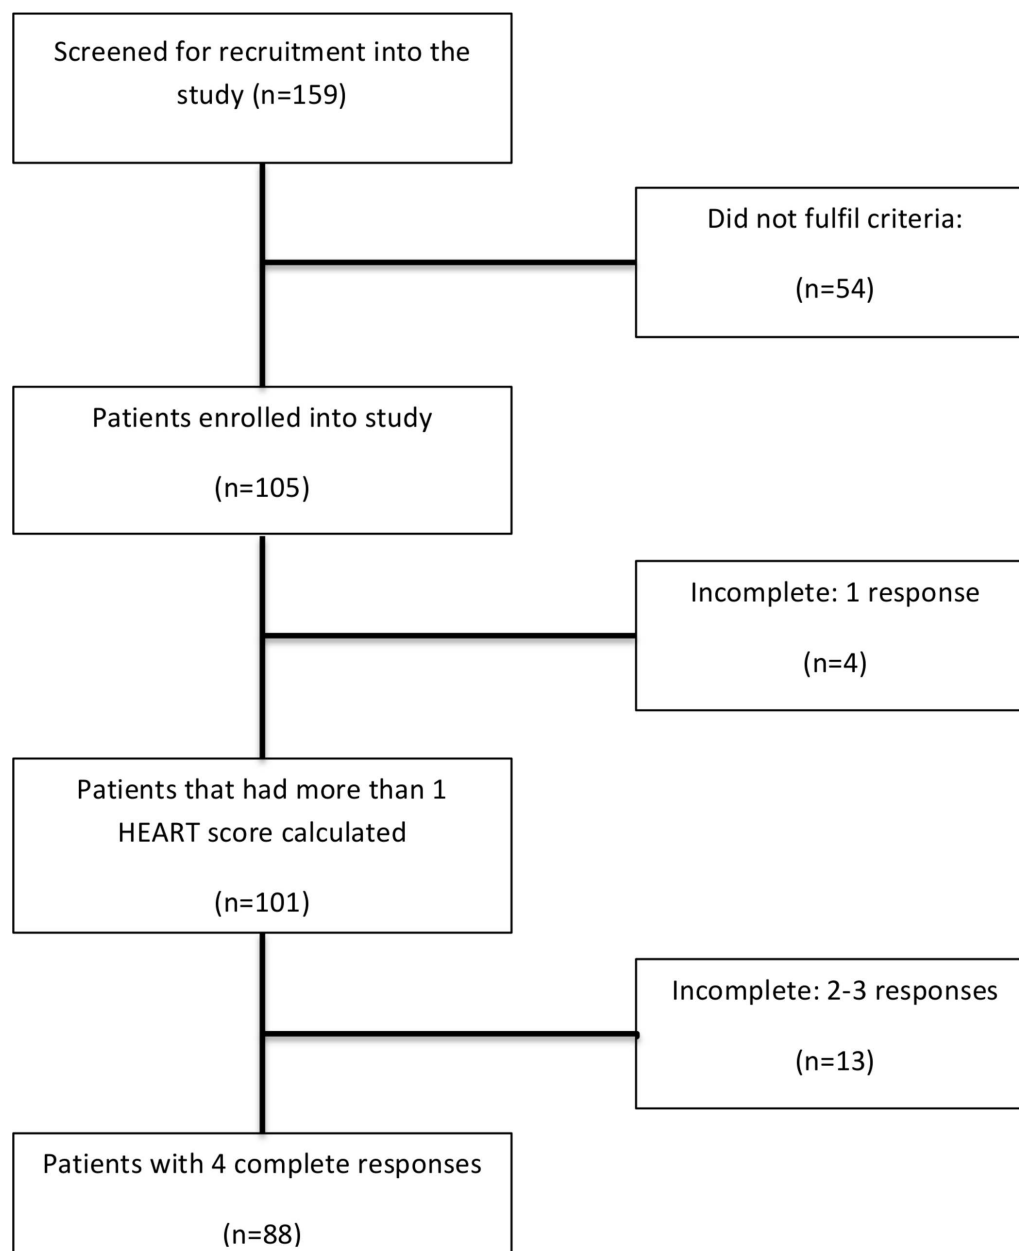 Screened for recruitment into the
study (n=159)
Did not fulfil criteria:
(n=54)
Patients enrolled into study
(n=105)
Incomplete: 1 response
(n=4)
Patients that had more than 1
HEART score calculated
(n=101)
Incomplete: 2-3 responses
(n=13)
Patients with 4 complete responses
(n=88)